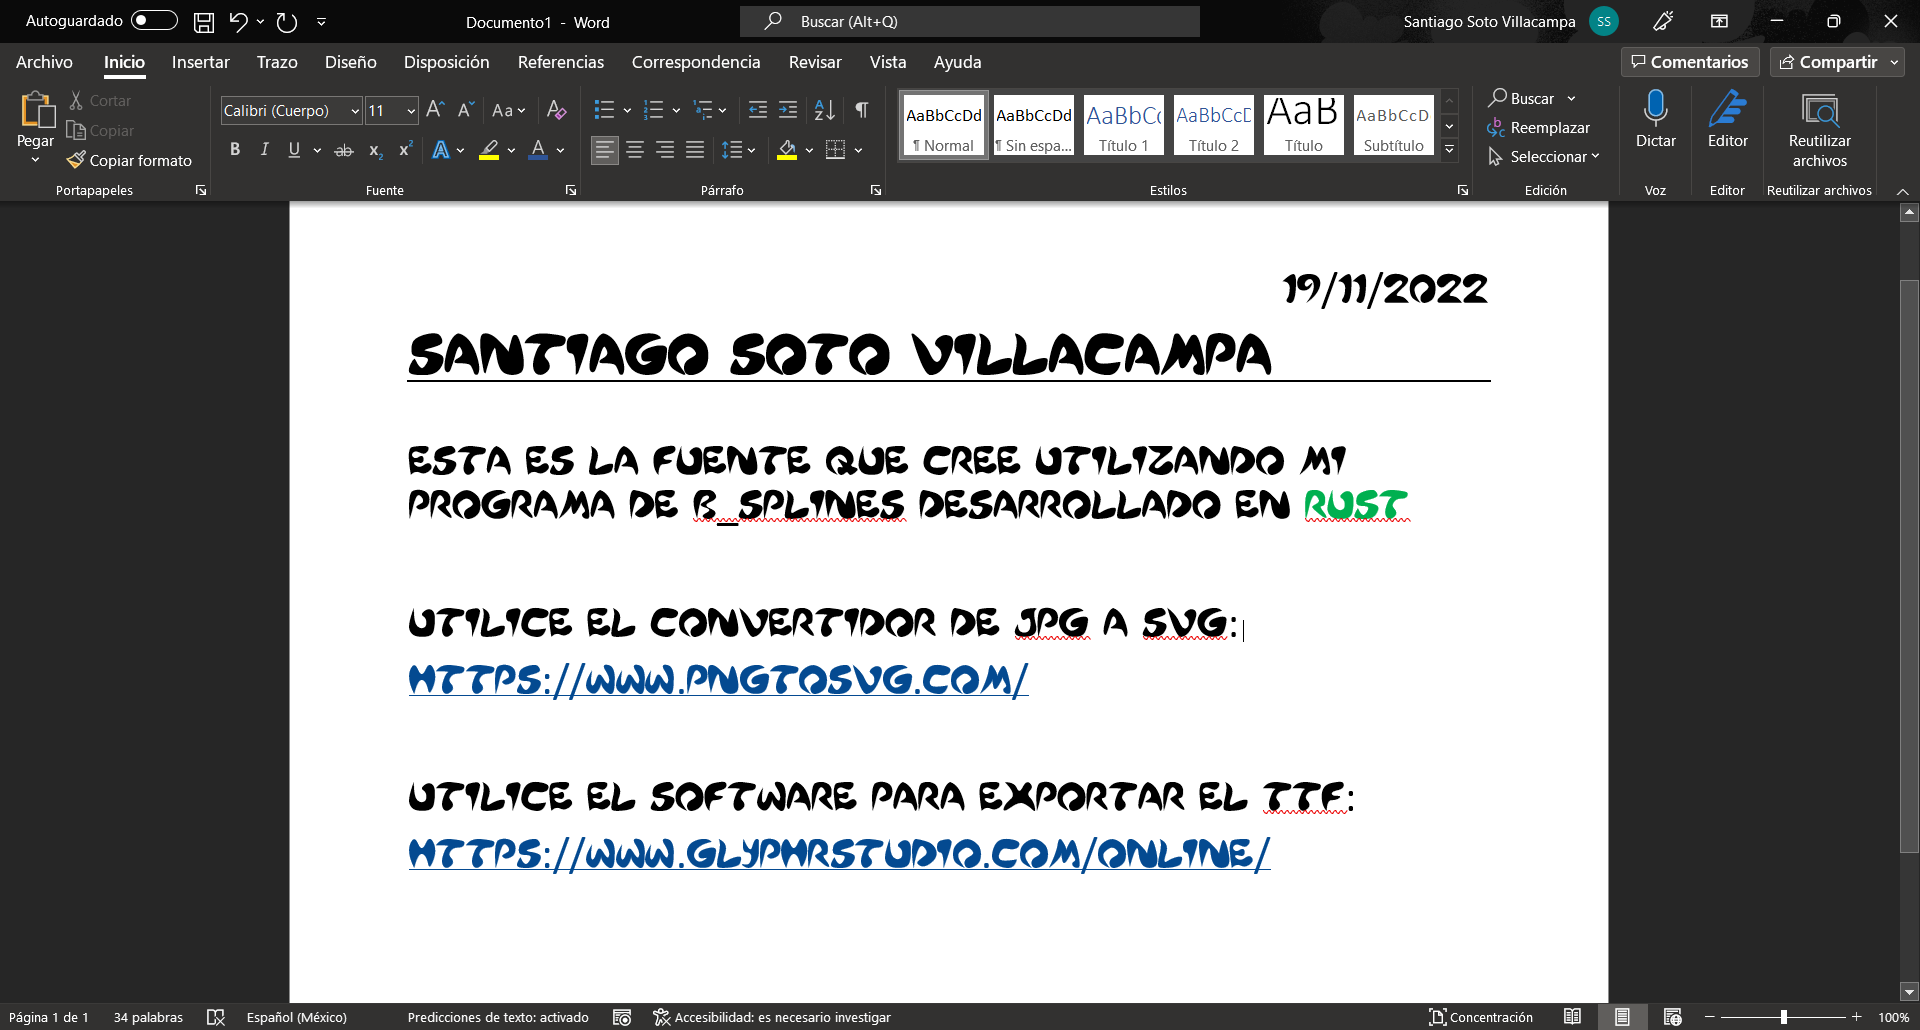 Autoguardado
Documento1 - Word
Buscar (Alt+Q)
Santiago Soto Villacampa
SS
Archivo Inicio Insertar Trazo Diseño Disposición Referencias Correspondencia Revisar Vista Ayuda
Comentarios Compartir
Pegar
Cortar
Copiar
Copiar formato
Portapapeles
Calibri (Cuerpo) 11
Fuente
Párrafo
AaBbCcDd ¶ Normal
AaBbCcDd ¶ Sin espa...
AaBbCc Título 1
AaBbCcD Título 2
AaB Título
AaBbCcD Subtítulo
Estilos
Buscar
Reemplazar
Seleccionar
Edición
Dictar
Voz
Editor
Editor
Reutilizar
archivos
Reutilizar archivos
19/11/2022
SANTIAGO SOTO VILLACAMPA
ESTA ES LA FUENTE QUE CREE UTILIZANDO MI
PROGRAMA DE B_SPLINES DESARROLLADO EN RUST
UTILICE EL CONVERTIDOR DE JPG A SVG:
HTTPS://WWW.PNGTOSVG.COM/
UTILICE EL SOFTWARE PARA EXPORTAR EL TTF:
HTTPS://WWW.GLYPHRSTUDIO.COM/ONLINE/
Página 1 de 1 34 palabras Español (México) Predicciones de texto: activado Accesibilidad: es necesario investigar Concentración 100%